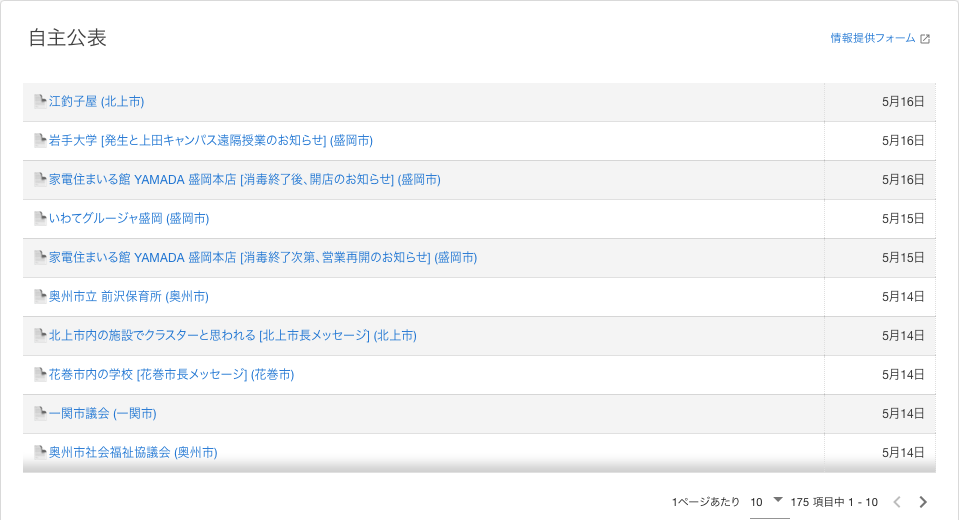 自主公表
情報提供フォーム
江釣子屋 (北上市) 5月16日
岩手大学 [発生と上田キャンパス遠隔授業のお知らせ] (盛岡市) 5月16日
家電住まいる館 YAMADA 盛岡本店 [消毒終了後、開店のお知らせ] (盛岡市) 5月16日
いわてグルージャ盛岡 (盛岡市) 5月15日
家電住まいる館 YAMADA 盛岡本店 [消毒終了次第、営業再開のお知らせ] (盛岡市) 5月15日
奥州市立 前沢保育所 (奥州市) 5月14日
北上市内の施設でクラスターと思われる [北上市長メッセージ] (北上市) 5月14日
花巻市内の学校 [花巻市長メッセージ] (花巻市) 5月14日
一関市議会 (一関市) 5月14日
奥州市社会福祉協議会 (奥州市) 5月14日
1ページあたり 10 175 項目中 1 - 10